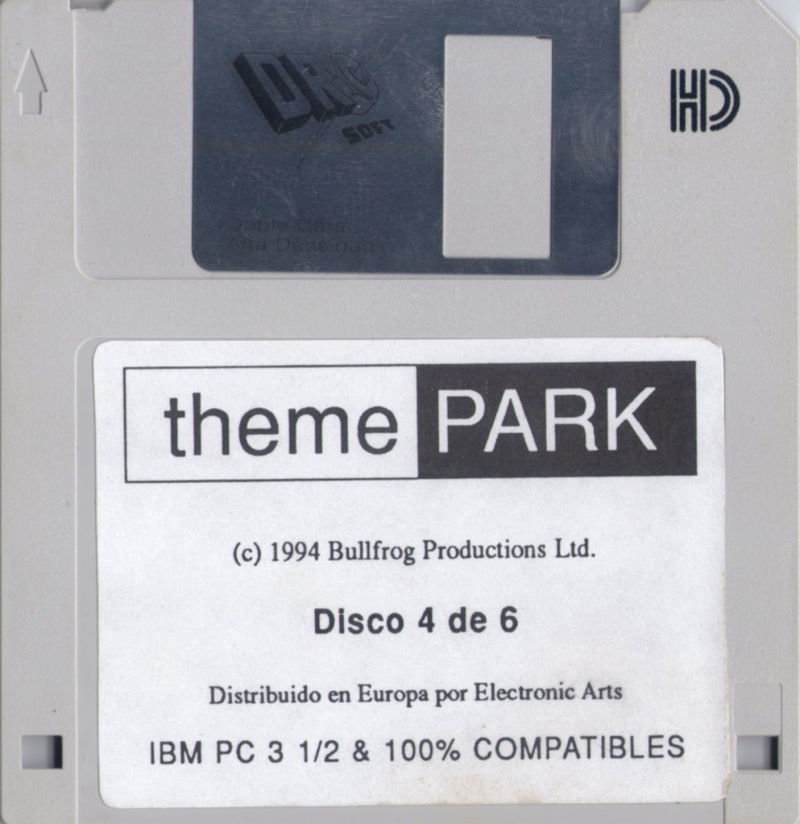 DRO
SOFT
HD
Doble Cara
Alta Densidad
theme PARK
(c) 1994 Bullfrog Productions Ltd.
Disco 4 de 6
Distribuido en Europa por Electronic Arts
IBM PC 3 1/2 & 100% COMPATIBLES